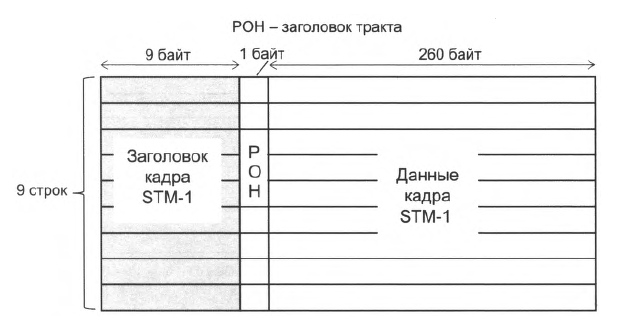 РОН – заголовок тракта
9 байт
1 байт
260 байт
9 строк
Заголовок
кадра
STM-1
Р
О
Н
Данные
кадра
STM-1